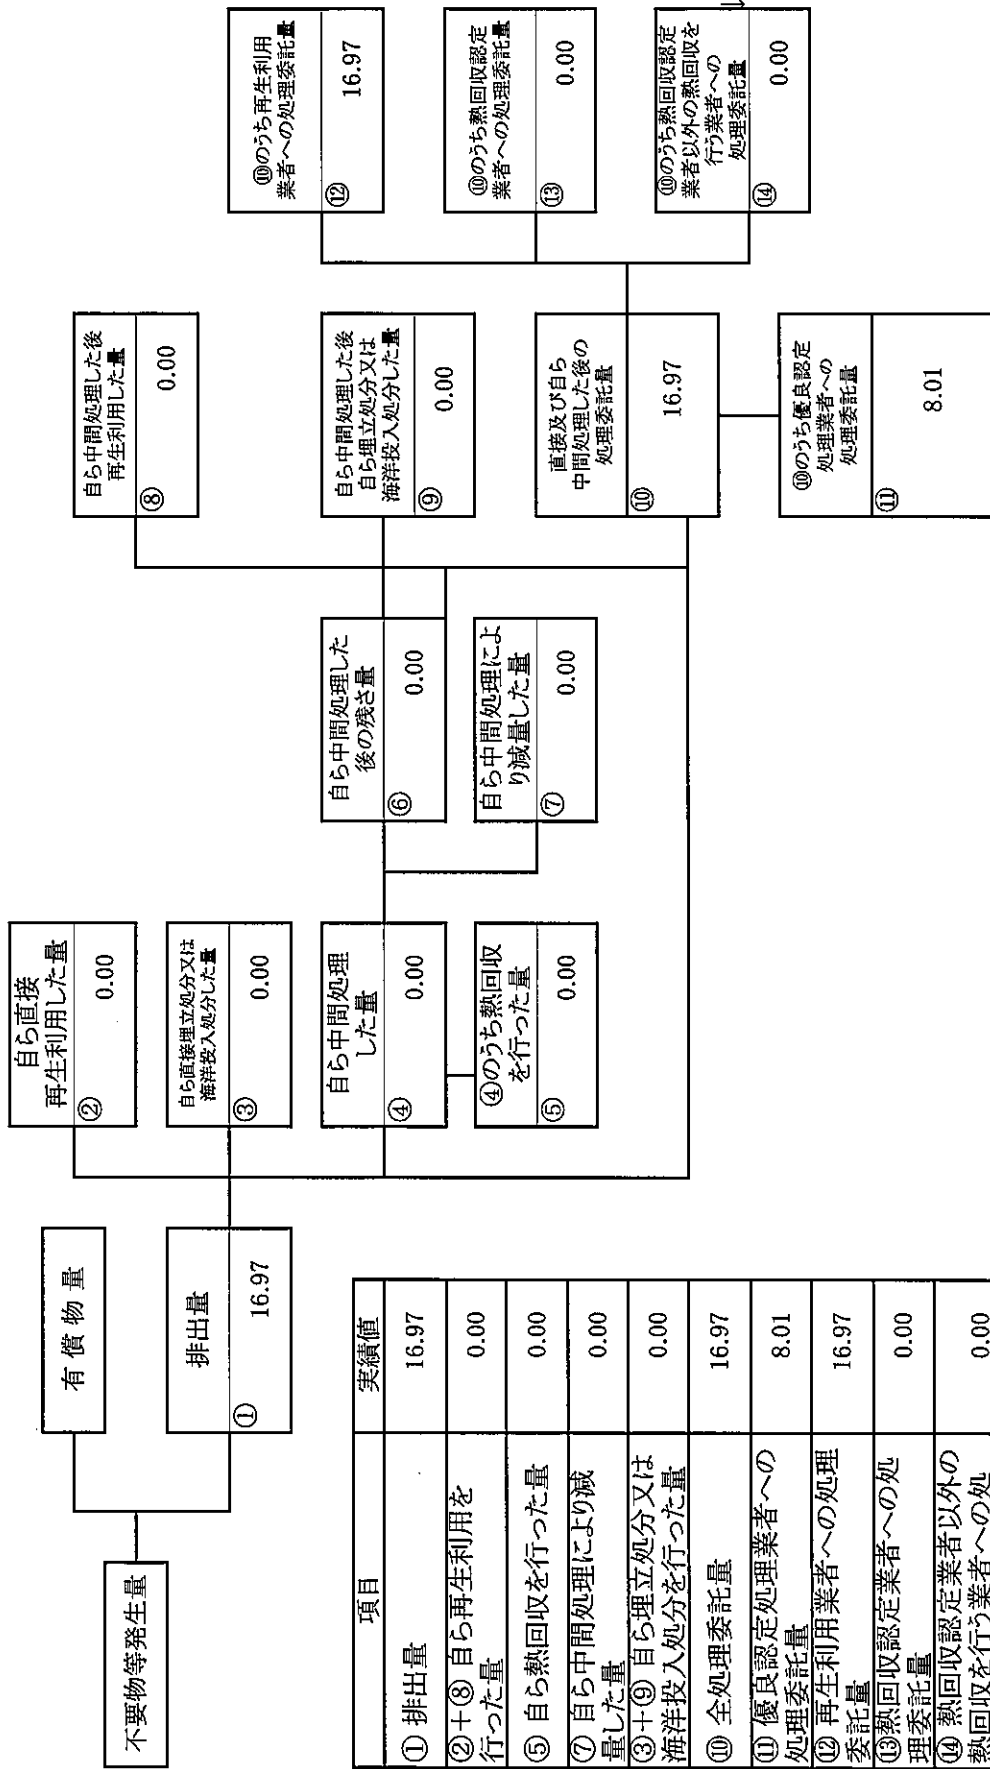 不要物等発生量
有償物量
排出量
① 16.97
自ら直接
再生利用した量
② 0.00
自ら直接埋立処分又は
海洋投入処分した量
③ 0.00
自ら中間処理
した量
④ 0.00
④のうち熱回収
を行った量
⑤ 0.00
自ら中間処理した
後の残さ量
⑥ 0.00
自ら中間処理によ
り減量した量
⑦ 0.00
自ら中間処理した後
再生利用した量
⑧ 0.00
自ら中間処理した後
自ら埋立処分又は
海洋投入処分した量
⑨ 0.00
直接及び自ら
中間処理した後の
処理委託量
⑩ 16.97
⑩のうち優良認定
処理業者への
処理委託量
⑪ 8.01
⑩のうち再生利用
業者への処理委託量
⑫ 16.97
⑩のうち熱回収認定
業者への処理委託量
⑬ 0.00
⑩のうち熱回収認定
業者以外の熱回収を
行う業者への
処理委託量
⑭ 0.00
項目 実績値
① 排出量 16.97
②+⑧ 自ら再生利用を
行った量 0.00
⑤ 自ら熱回収を行った量 0.00
⑦ 自ら中間処理により減
量した量 0.00
③+⑨ 自ら埋立処分又は
海洋投入処分を行った量 0.00
⑩ 全処理委託量 16.97
⑪ 優良認定処理業者への
処理委託量 8.01
⑫ 再生利用業者への処理
委託量 16.97
⑬熱回収認定業者への処
理委託量 0.00
⑭ 熱回収認定業者以外の
熱回収を行う業者への処 0.00